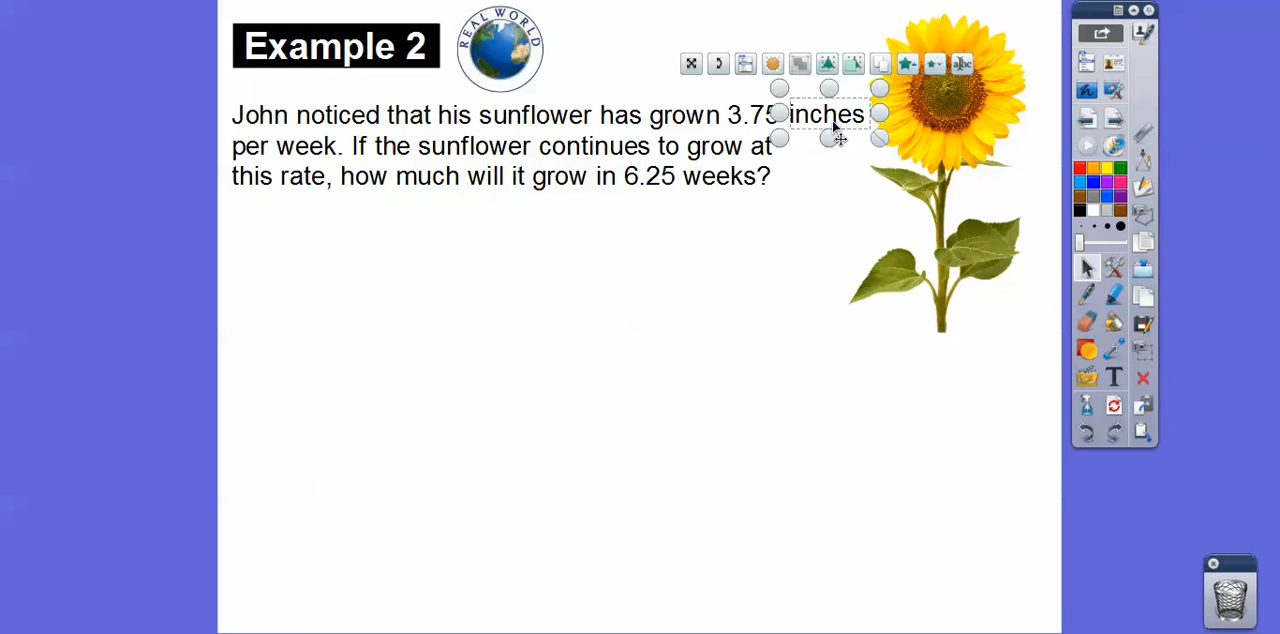 Example 2
REAL WORLD
John noticed that his sunflower has grown 3.75 inches
per week. If the sunflower continues to grow at
this rate, how much will it grow in 6.25 weeks?
abc
T